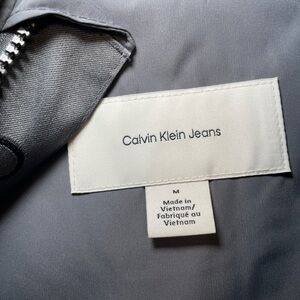 Calvin Klein Jeans
M
Made in
Vietnam/
Fabriqué au
Vietnam